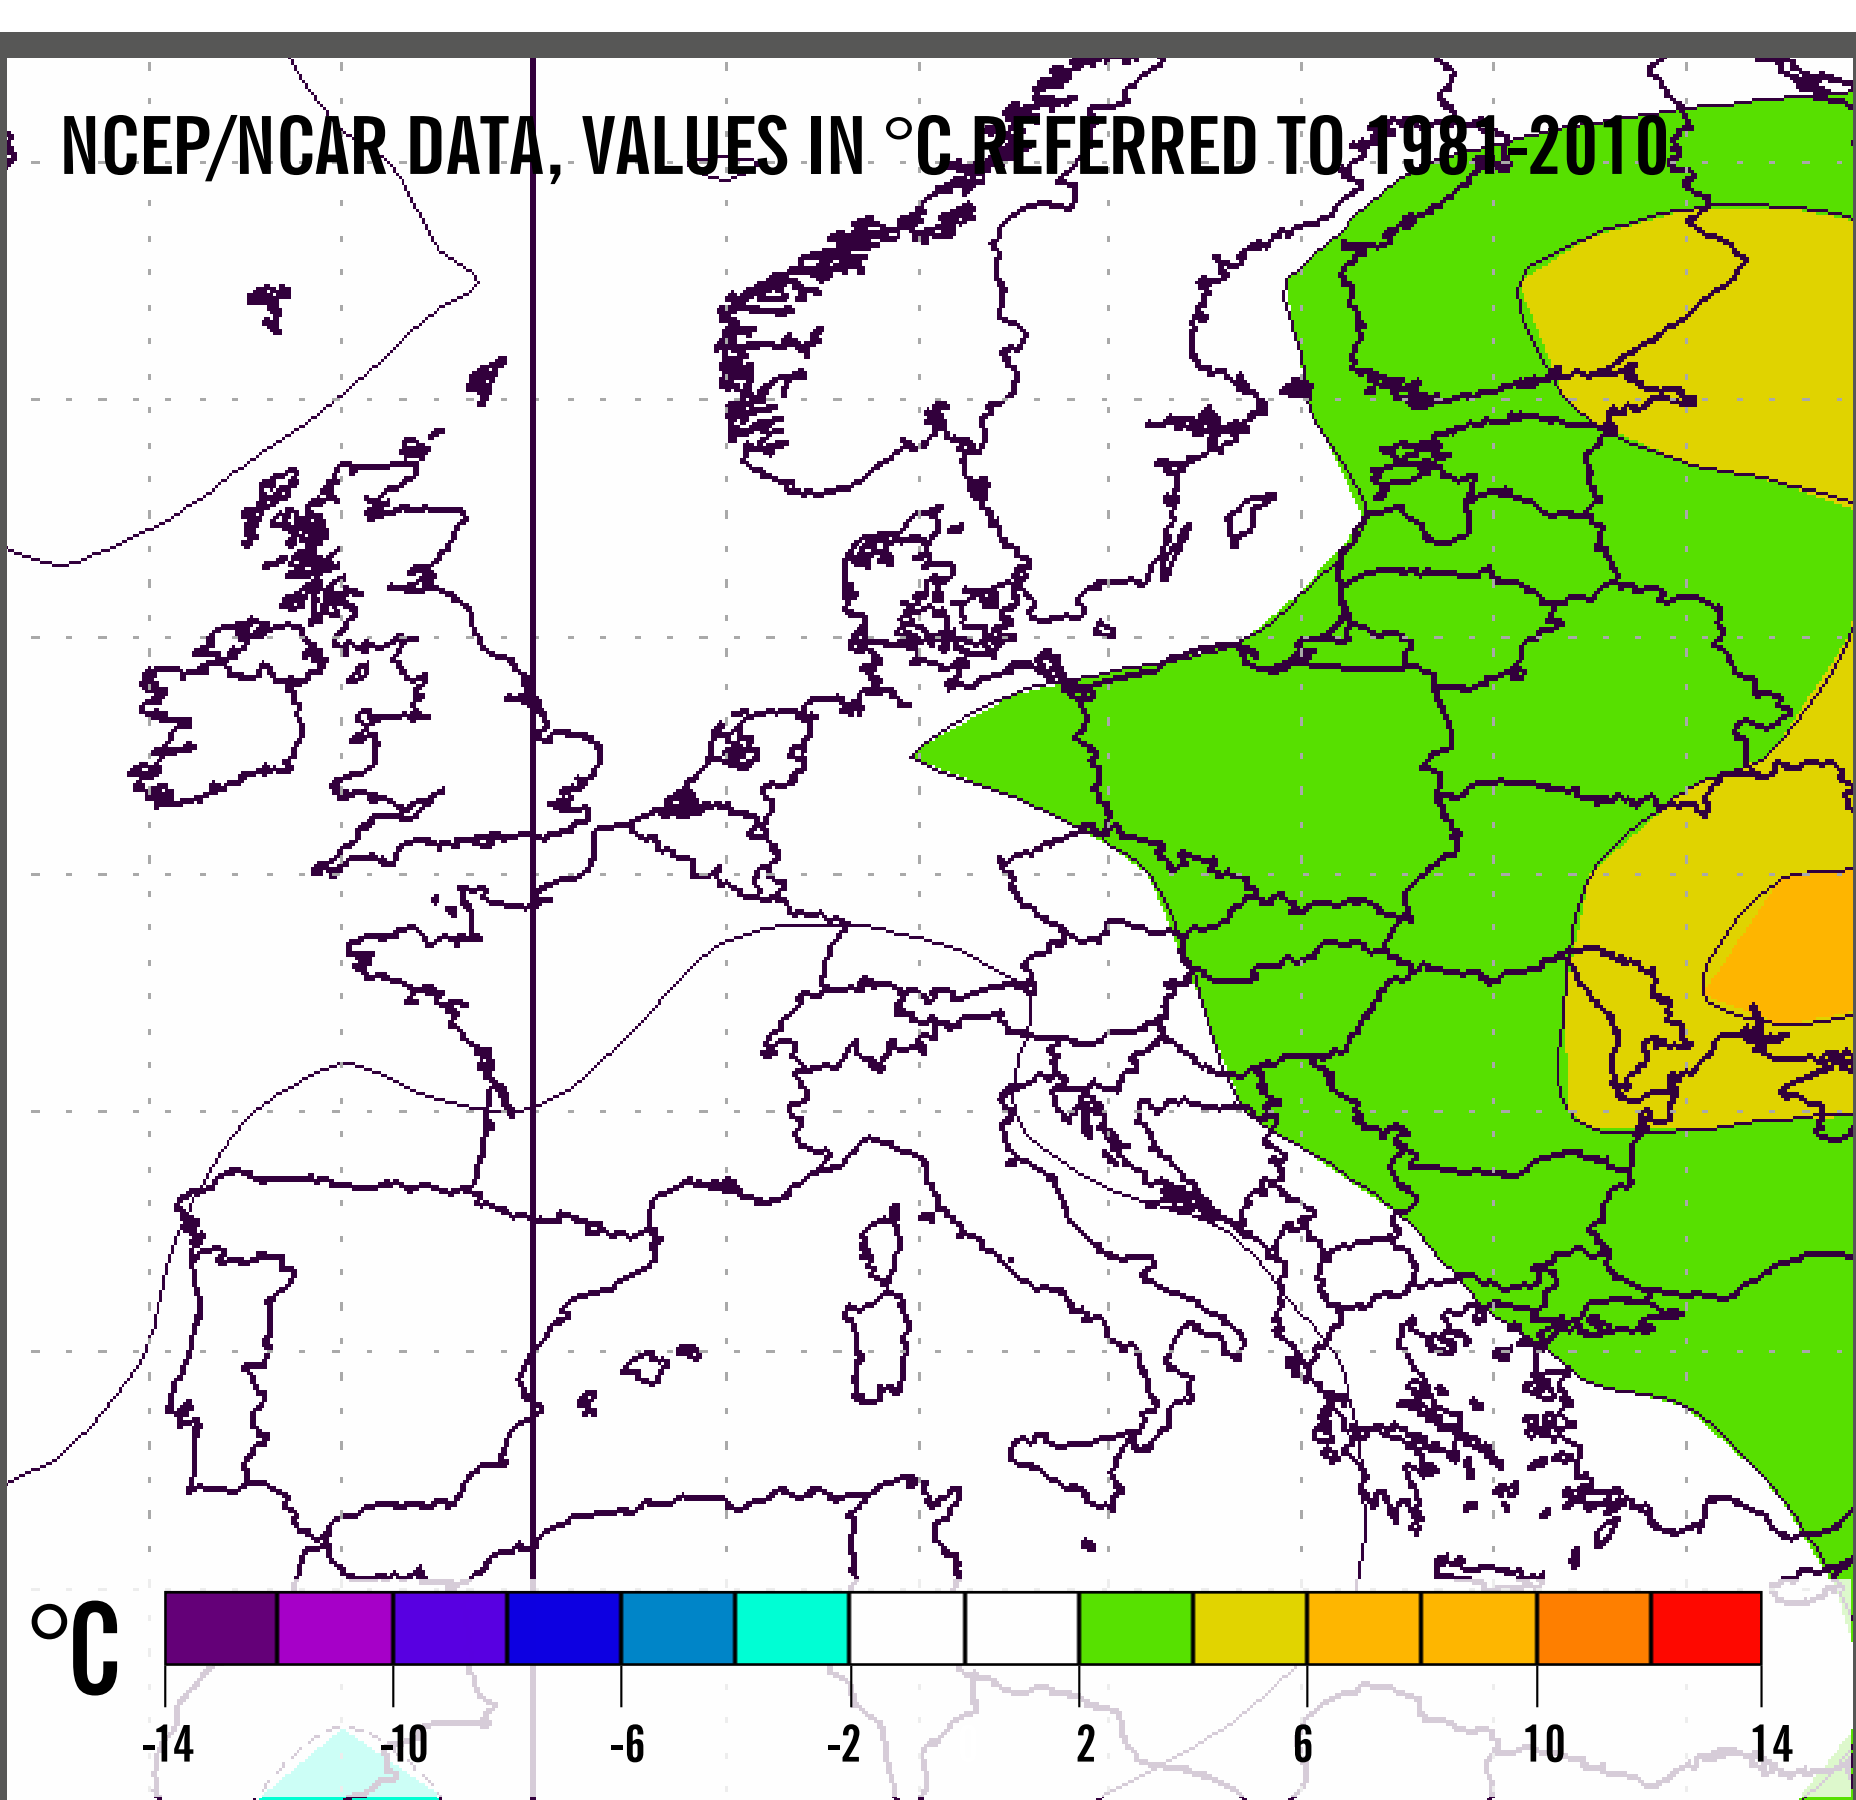 NCEP/NCAR DATA, VALUES IN °C REFERRED TO 1981-2010
°C
-14 -10 -6 -2 2 6 10 14